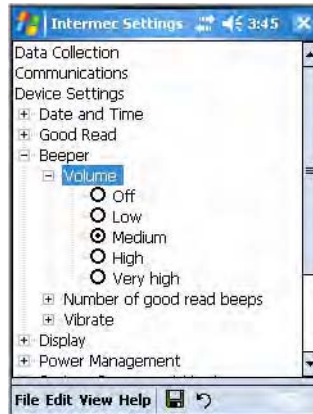 Intermec Settings 3:45
Data Collection
Communications
Device Settings
Date and Time
Good Read
Beeper
Volume
Off
Low
Medium
High
Very high
Number of good read beeps
Vibrate
Display
Power Management
File Edit View Help